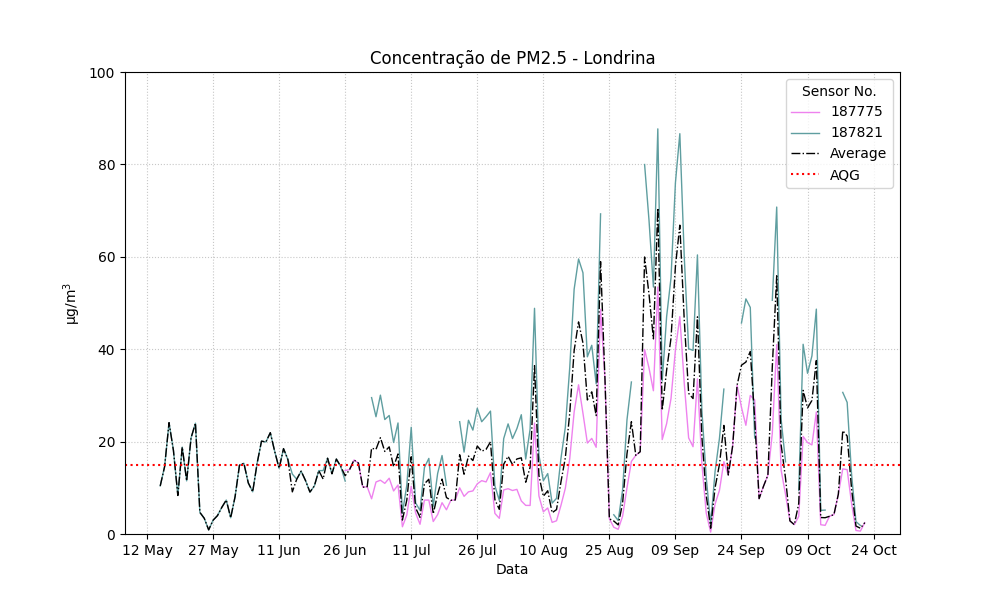 Concentração de PM2.5 - Londrina
100
80
60
40
20
0
µg/m³
12 May 27 May 11 Jun 26 Jun 11 Jul 26 Jul 10 Aug 25 Aug 09 Sep 24 Sep 09 Oct 24 Oct
Data
Sensor No.
187775
187821
Average
AQG